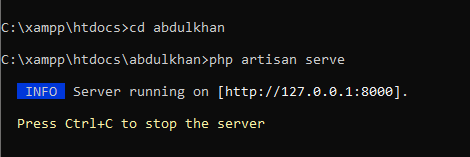 C:\xampp\htdocs>cd abdulkhan
C:\xampp\htdocs\abdulkhan>php artisan serve
INFO Server running on [http://127.0.0.1:8000].
Press Ctrl+C to stop the server